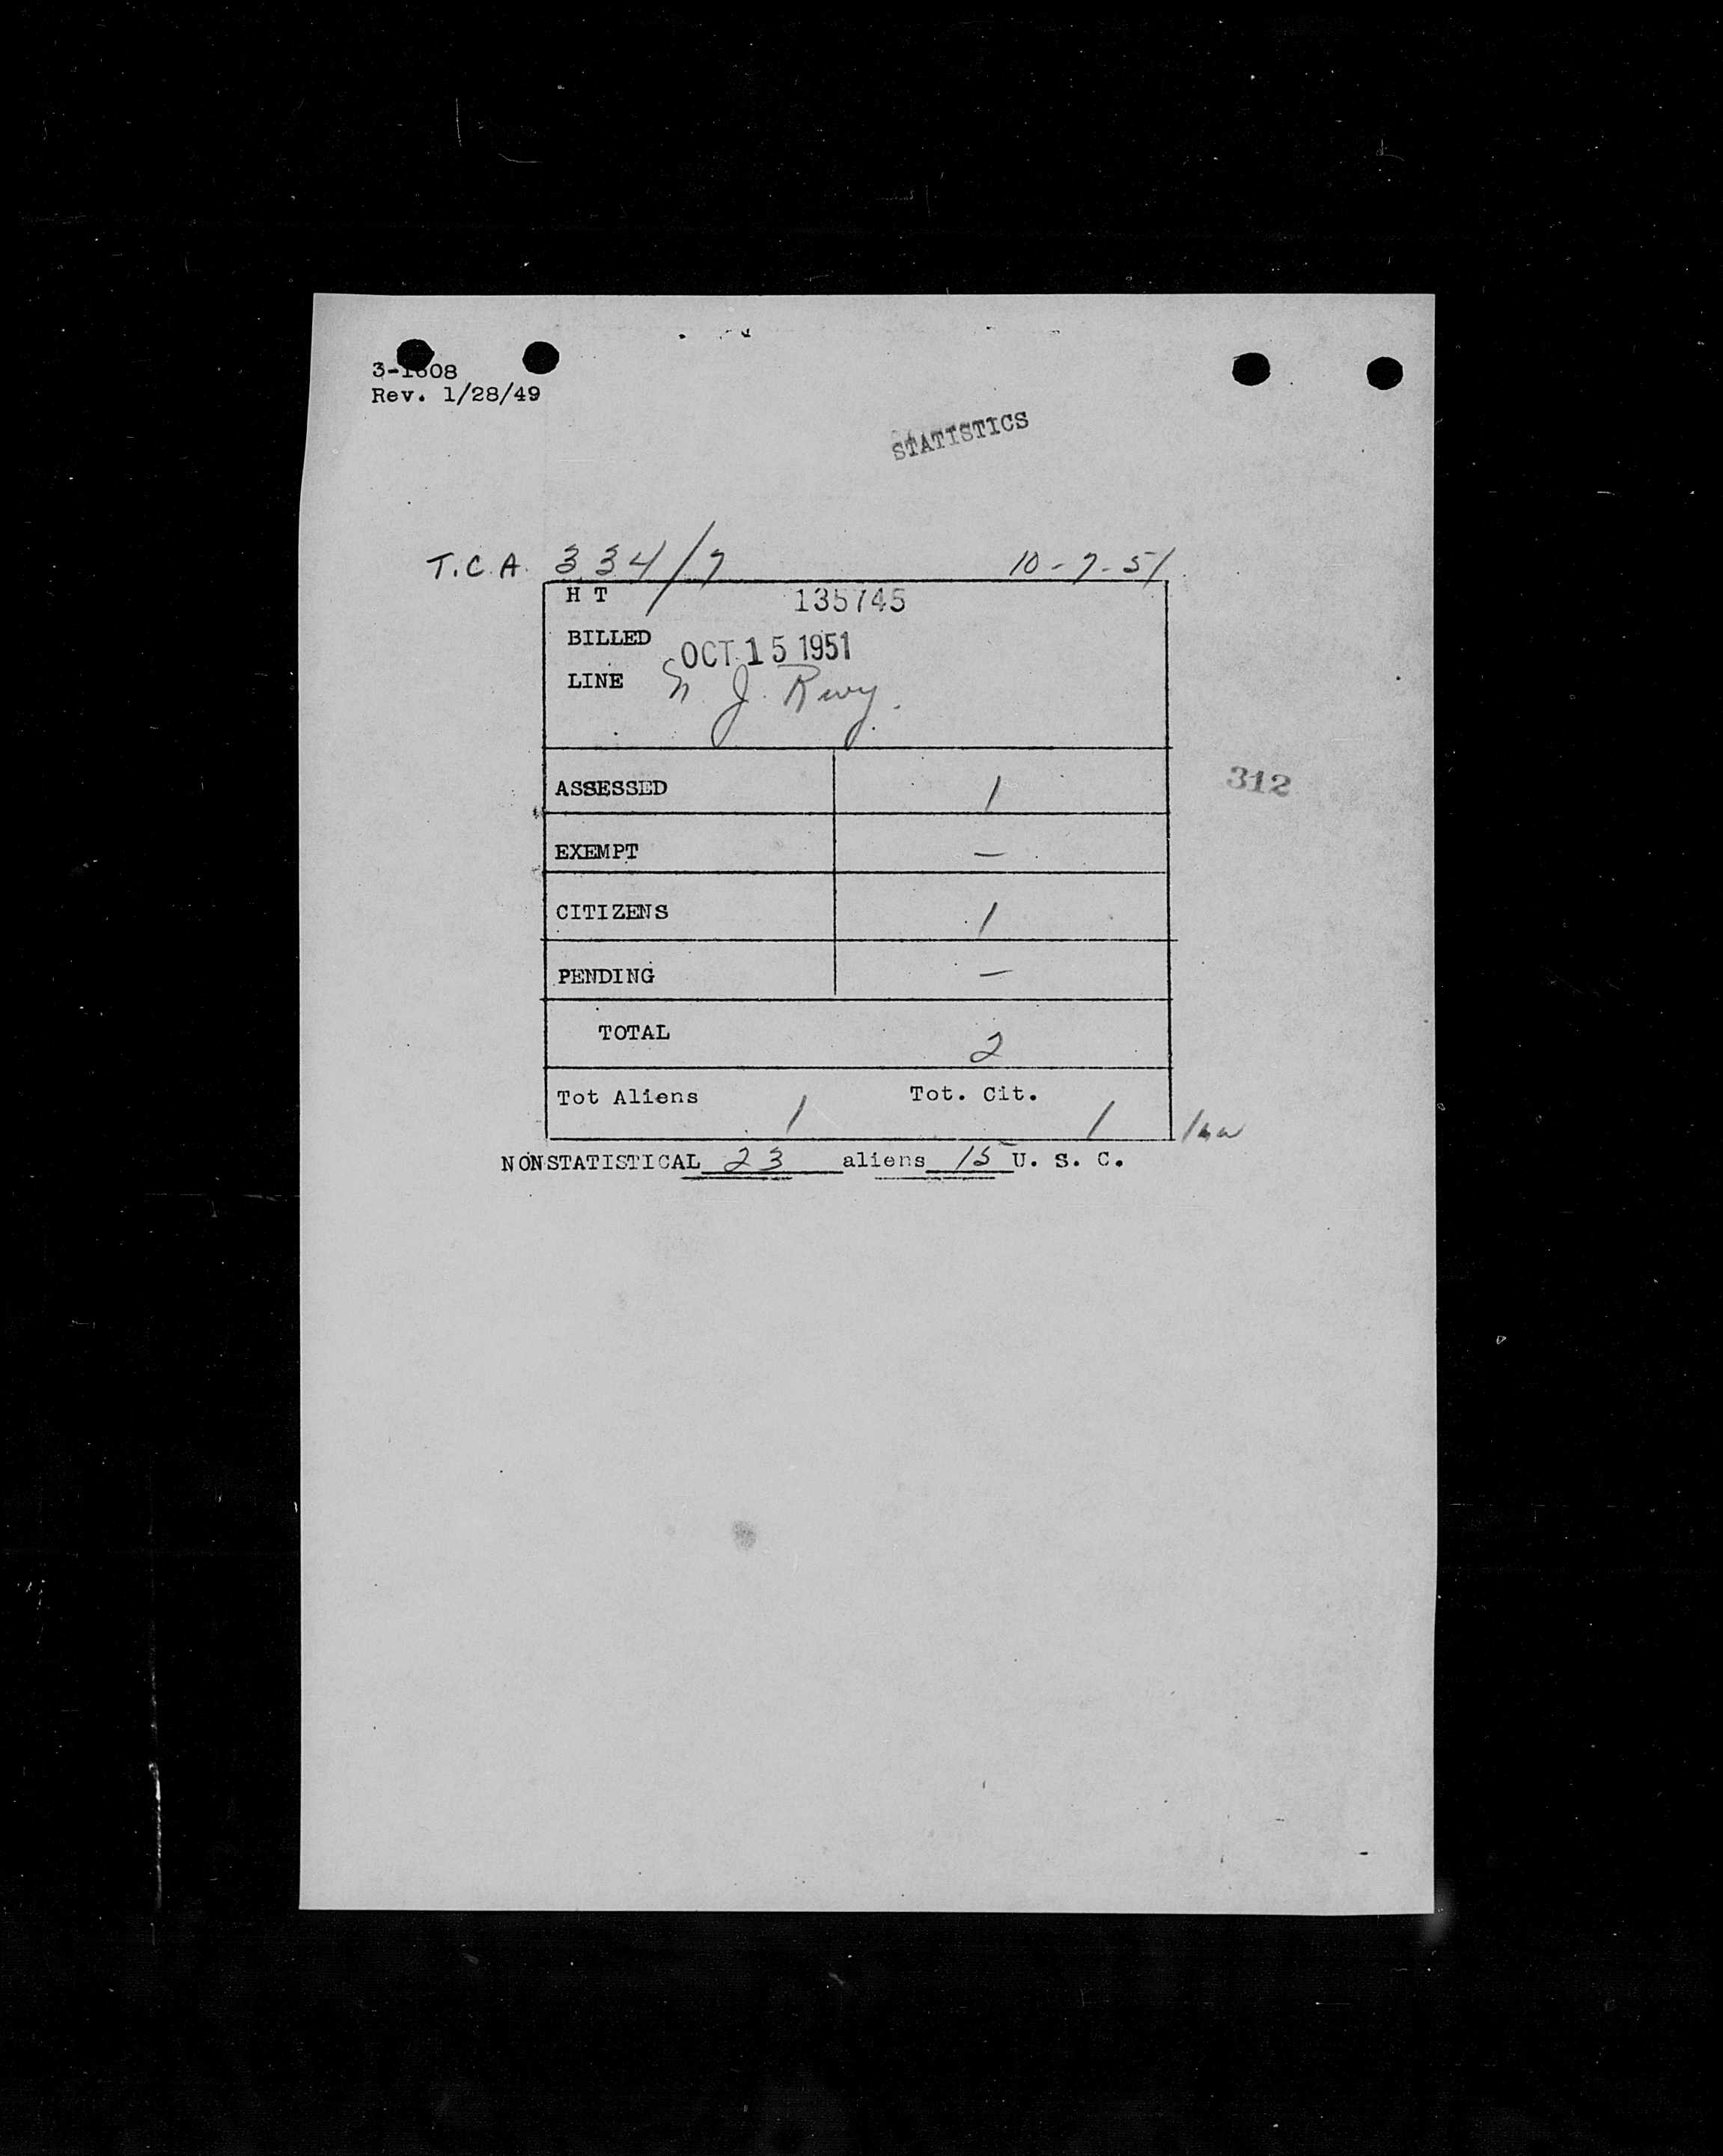 3-1608
Rev. 1/28/49
STATISTICS
T.C.A. 334/7 10-7-51
H T 135745
BILLED OCT 15 1951
LINE J. Rwy.
312
ASSESSED 1
EXEMPT —
CITIZENS 1
PENDING —
TOTAL 2
Tot Aliens 1 Tot. Cit. 1
NONSTATISTICAL 23 aliens 15 U. S. C.